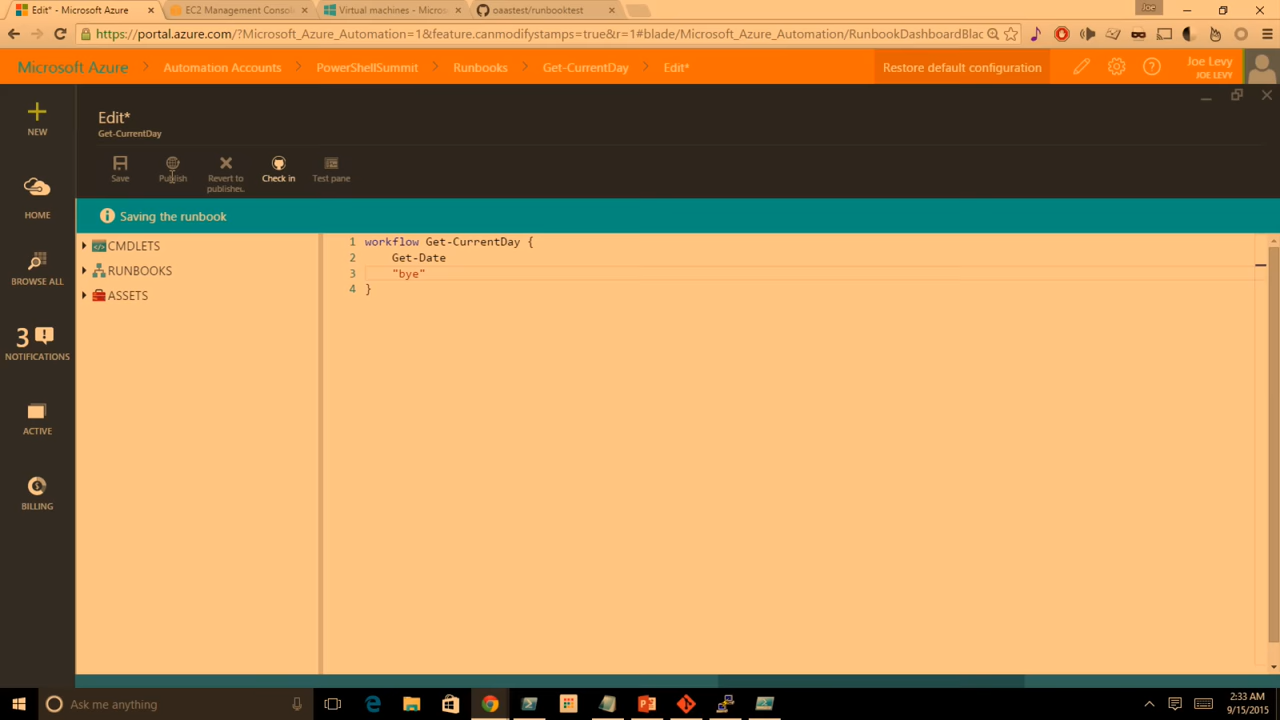 Edit* - Microsoft Azure
EC2 Management Consol
Virtual machines - Micros
oaastest/runbooktest
Joe
https://portal.azure.com/?Microsoft_Azure_Automation=1&feature.canmodifystamps=true&r=1#blade/Microsoft_Azure_Automation/RunbookDashboardBlad
Microsoft Azure
Automation Accounts
PowerShellSummit
Runbooks
Get-CurrentDay
Edit*
Restore default configuration
Joe Levy
JOE LEVY
NEW
HOME
BROWSE ALL
3
NOTIFICATIONS
ACTIVE
BILLING
Edit*
Get-CurrentDay
Save
Publish
Revert to
publishe..
Check in
Test pane
Saving the runbook
CMDLETS
RUNBOOKS
ASSETS
1 workflow Get-CurrentDay {
2 Get-Date
3 "bye"
4 }
Ask me anything
2:33 AM
9/15/2015